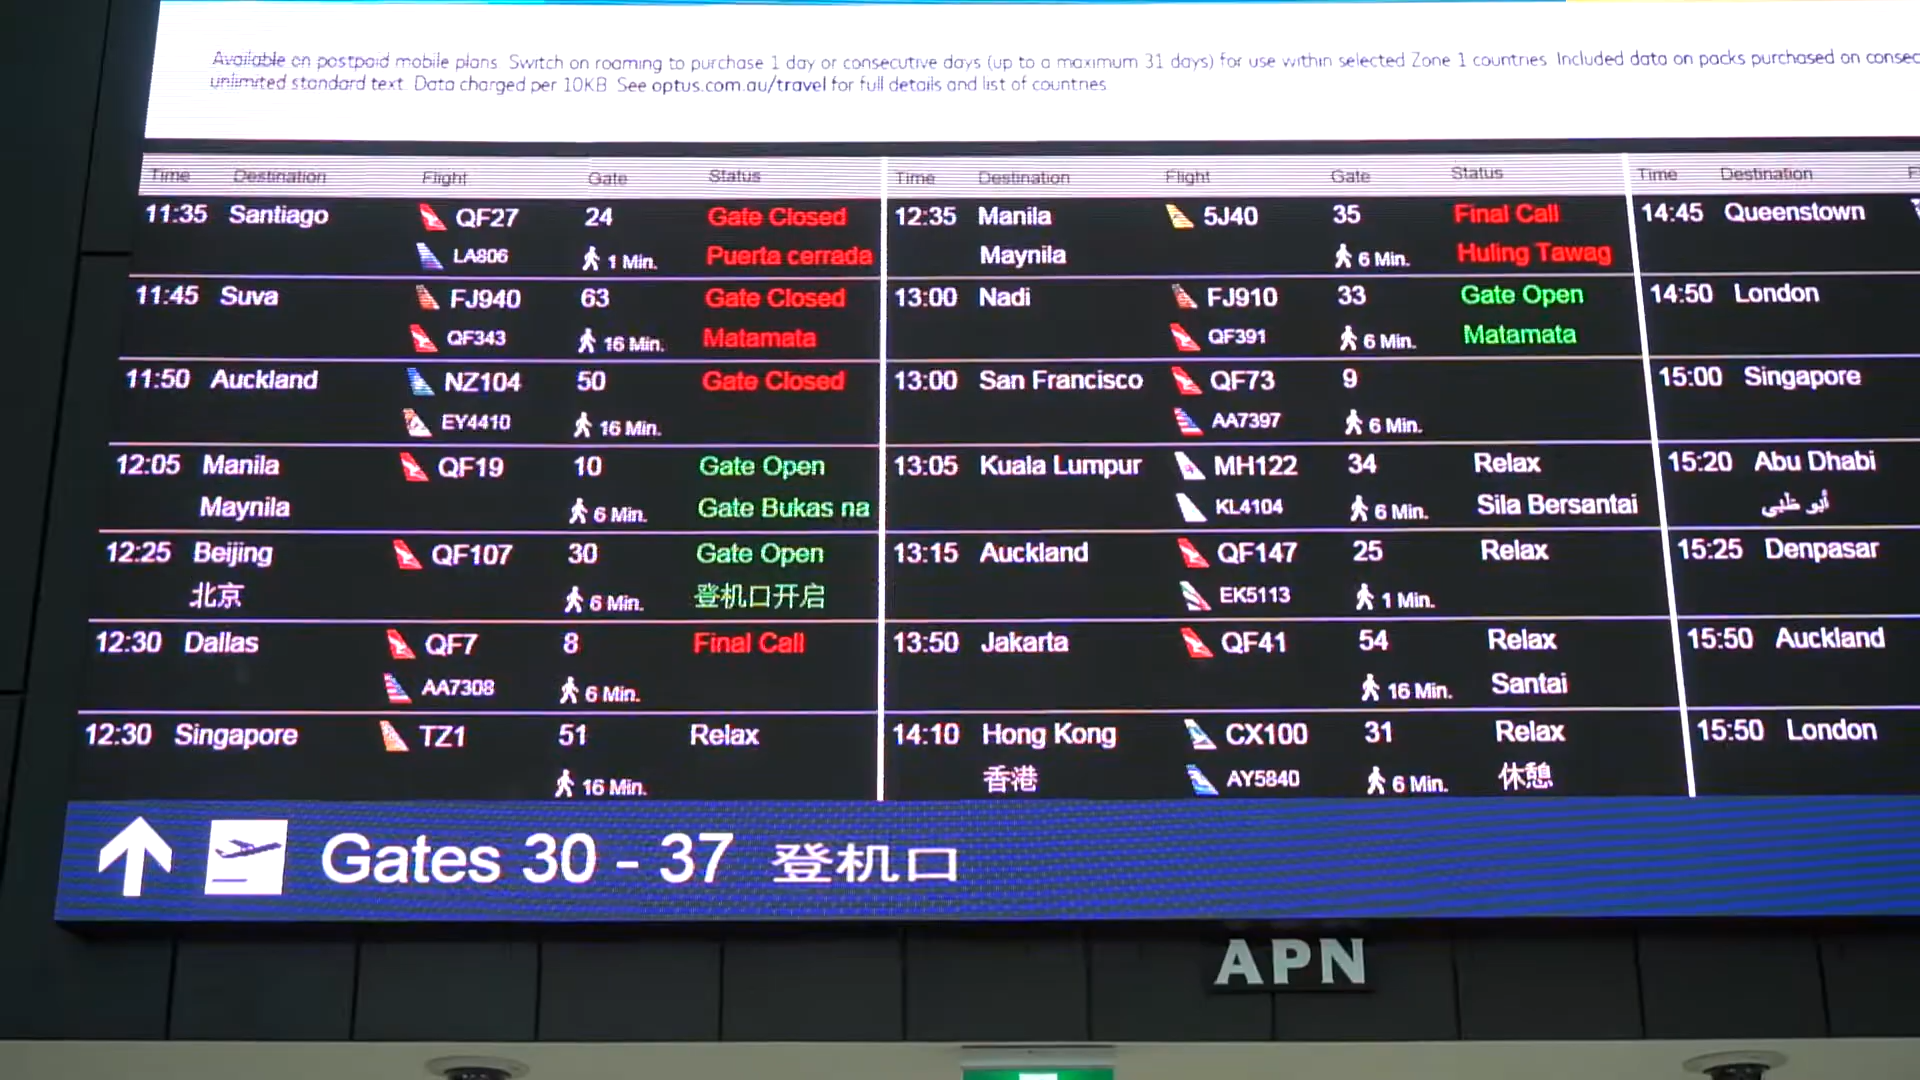 Available on postpaid mobile plans. Switch on roaming to purchase 1 day or consecutive days (up to a maximum 31 days) for use within selected Zone 1 countries. Included data on packs purchased on
unlimited standard text. Data charged per 10KB. See optus.com.au/travel for full details and list of countries
Time Destination Flight Gate Status
11:35 Santiago QF27 24 Gate Closed
LA806 1 Min. Puerta cerrada
11:45 Suva FJ940 63 Gate Closed
QF343 16 Min. Matamata
11:50 Auckland NZ104 50 Gate Closed
EY4410 16 Min.
12:05 Manila QF19 10 Gate Open
Maynila 6 Min. Gate Bukas na
12:25 Beijing QF107 30 Gate Open
北京 6 Min. 登机口开启
12:30 Dallas QF7 8 Final Call
AA7308 6 Min.
12:30 Singapore TZ1 51 Relax
16 Min.
Time Destination Flight Gate Status
12:35 Manila 5J40 35 Final Call
Maynila 6 Min. Huling Tawag
13:00 Nadi FJ910 33 Gate Open
QF391 6 Min. Matamata
13:00 San Francisco QF73 9
AA7397 6 Min.
13:05 Kuala Lumpur MH122 34 Relax
KL4104 6 Min. Sila Bersantai
13:15 Auckland QF147 25 Relax
EK5113 1 Min.
13:50 Jakarta QF41 54 Relax
16 Min. Santai
14:10 Hong Kong CX100 31 Relax
香港 AY5840 6 Min. 休憩
Time Destination
14:45 Queenstown
14:50 London
15:00 Singapore
15:20 Abu Dhabi
أبو ظبي
15:25 Denpasar
15:50 Auckland
15:50 London
Gates 30 - 37 登机口
APN